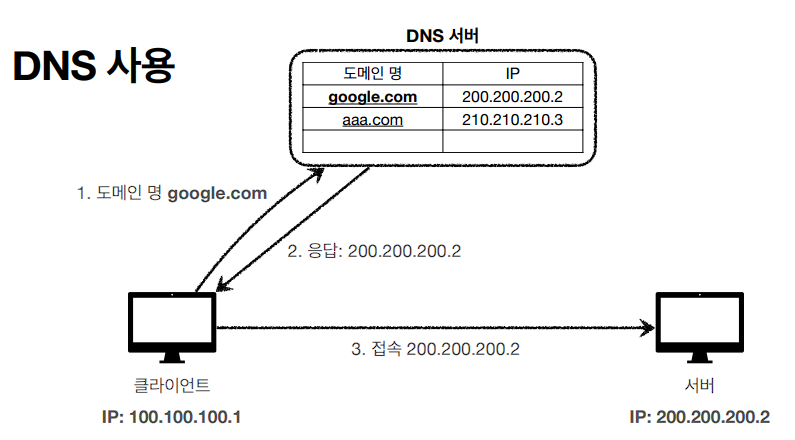 DNS 사용
DNS 서버
도메인 명 IP
google.com 200.200.200.2
aaa.com 210.210.210.3
1. 도메인 명 google.com
2. 응답: 200.200.200.2
3. 접속 200.200.200.2
클라이언트
IP: 100.100.100.1
서버
IP: 200.200.200.2